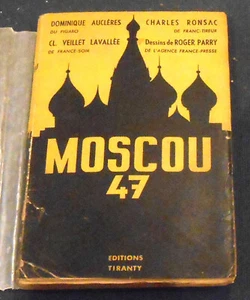 DOMINIQUE AUCLÈRES CHARLES RONSAC
DU FIGARO DE FRANC-TIREUR
CL. VEILLET LAVALLÉE Dessins de ROGER PARRY
DE FRANCE-SOIR DE L'AGENCE FRANCE-PRESSE
MOSCOU
47
EDITIONS
TIRANTY